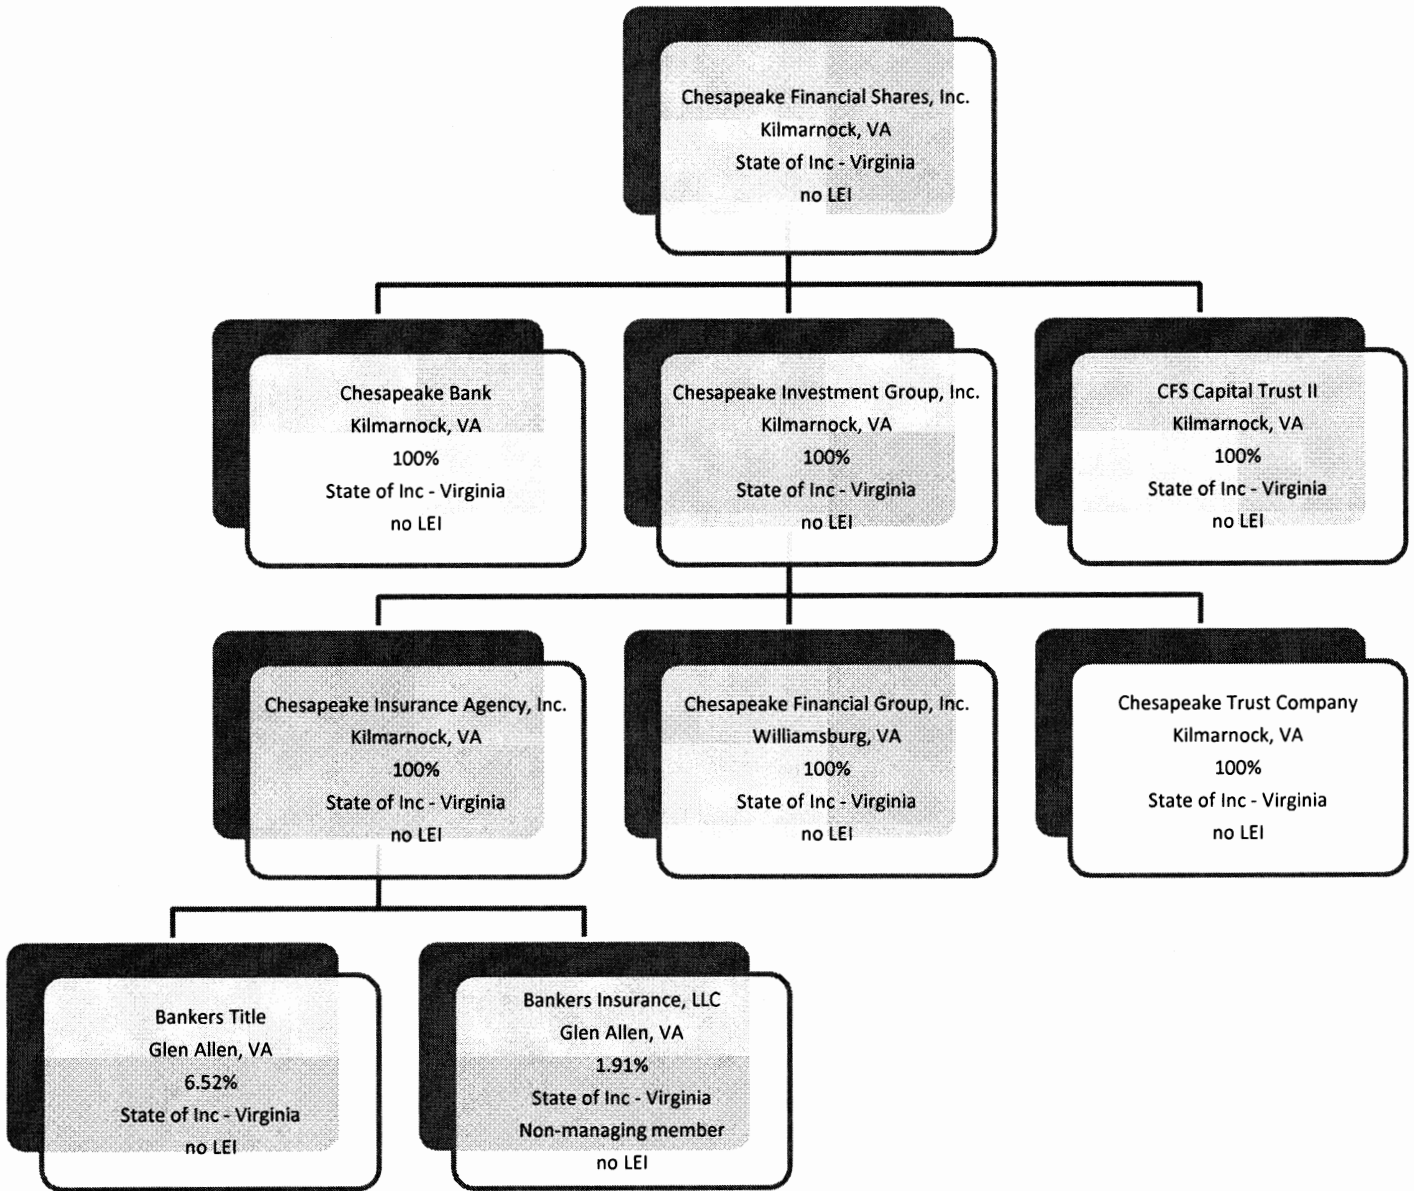 Chesapeake Financial Shares, Inc.
Kilmarnock, VA
State of Inc - Virginia
no LEI
Chesapeake Bank
Kilmarnock, VA
100%
State of Inc - Virginia
no LEI
Chesapeake Investment Group, Inc.
Kilmarnock, VA
100%
State of Inc - Virginia
no LEI
CFS Capital Trust II
Kilmarnock, VA
100%
State of Inc - Virginia
no LEI
Chesapeake Insurance Agency, Inc.
Kilmarnock, VA
100%
State of Inc - Virginia
no LEI
Chesapeake Financial Group, Inc.
Williamsburg, VA
100%
State of Inc - Virginia
no LEI
Chesapeake Trust Company
Kilmarnock, VA
100%
State of Inc - Virginia
no LEI
Bankers Title
Glen Allen, VA
6.52%
State of Inc - Virginia
no LEI
Bankers Insurance, LLC
Glen Allen, VA
1.91%
State of Inc - Virginia
Non-managing member
no LEI